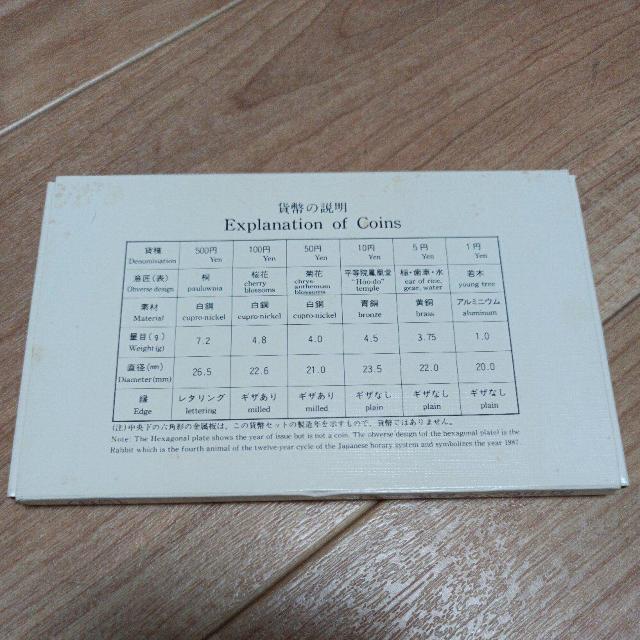 貨幣の説明
Explanation of Coins
貨種 500円 100円 50円 10円 5円 1円
Denomination Yen Yen Yen Yen Yen Yen
意匠(表) 桐 桜花 菊花 平等院鳳凰堂 稲・歯車・水 若木
Obverse design paulownia cherry blossoms chrys-anthemum blossoms "Hoo-do" temple ear of rice, gear, water young tree
素材 白銅 白銅 白銅 青銅 黄銅 アルミニウム
Material cupro-nickel cupro-nickel cupro-nickel bronze brass aluminum
量目(g) 7.2 4.8 4.0 4.5 3.75 1.0
Weight(g)
直径(mm) 26.5 22.6 21.0 23.5 22.0 20.0
Diameter(mm)
縁 レタリング ギザあり ギザあり ギザなし ギザなし ギザなし
Edge lettering milled milled plain plain plain
(注)中央下の六角形の金属板は、この貨幣セットの製造年を示すもので、貨幣ではありません。
Note: The Hexagonal plate shows the year of issue but is not a coin. The obverse design (of the hexagonal plate) is the
Rabbit which is the fourth animal of the twelve-year cycle of the Japanese horary system and symbolizes the year 1987.